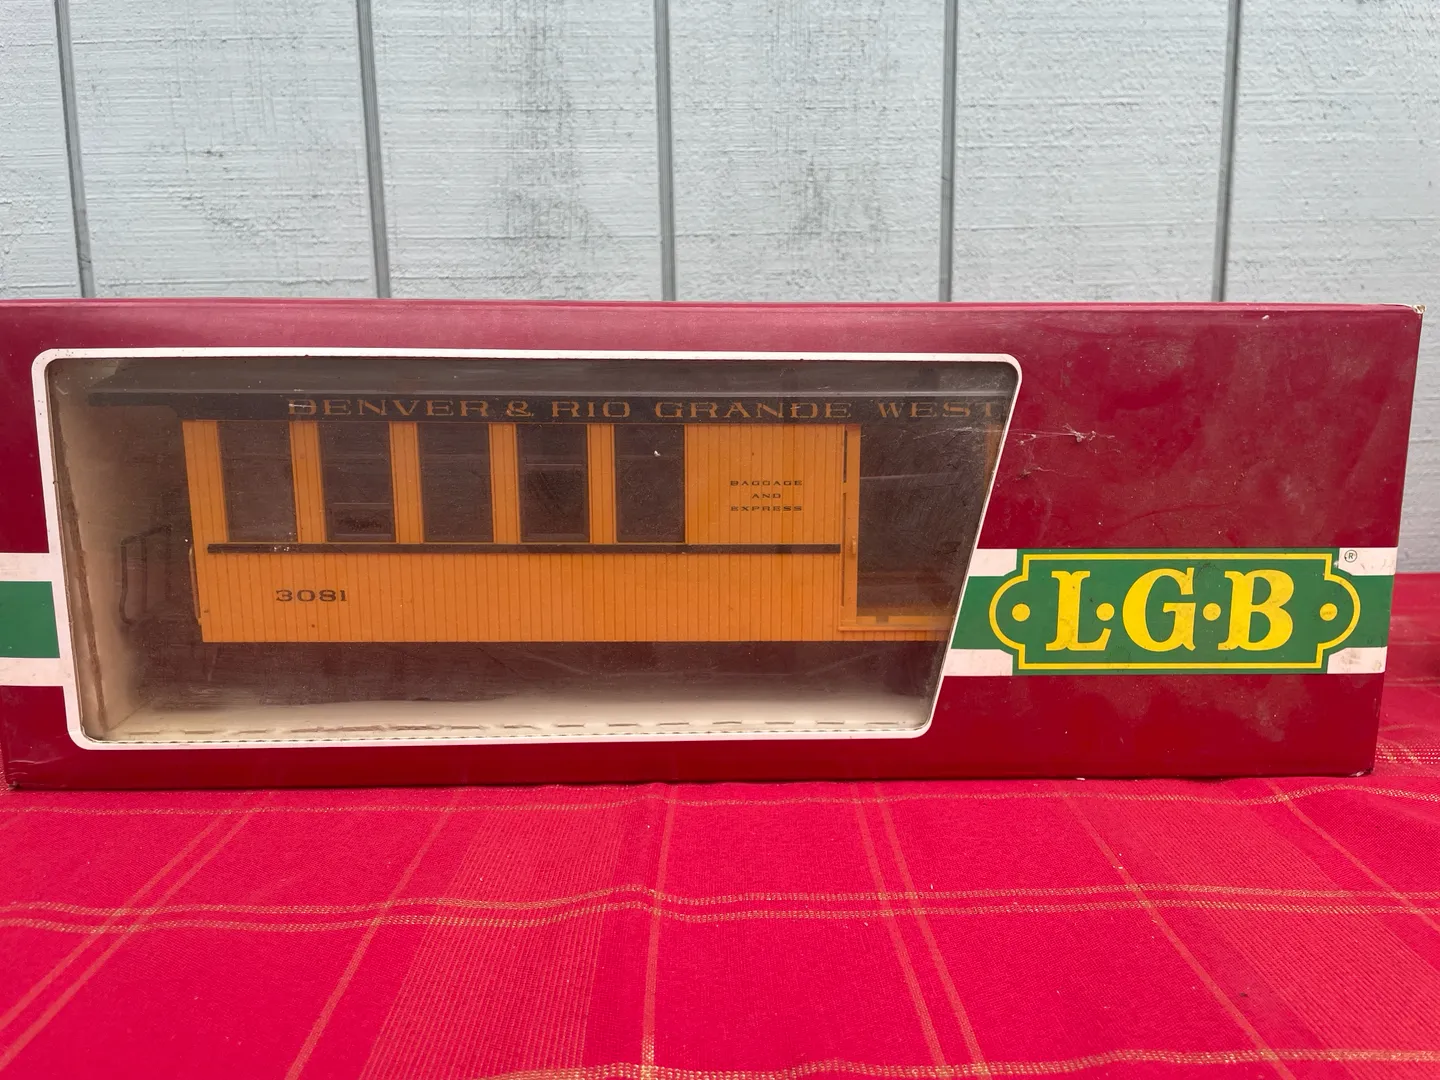 DENVER & RIO GRANDE WEST
BAGGAGE
AND
EXPRESS
3081
L·G·B ®